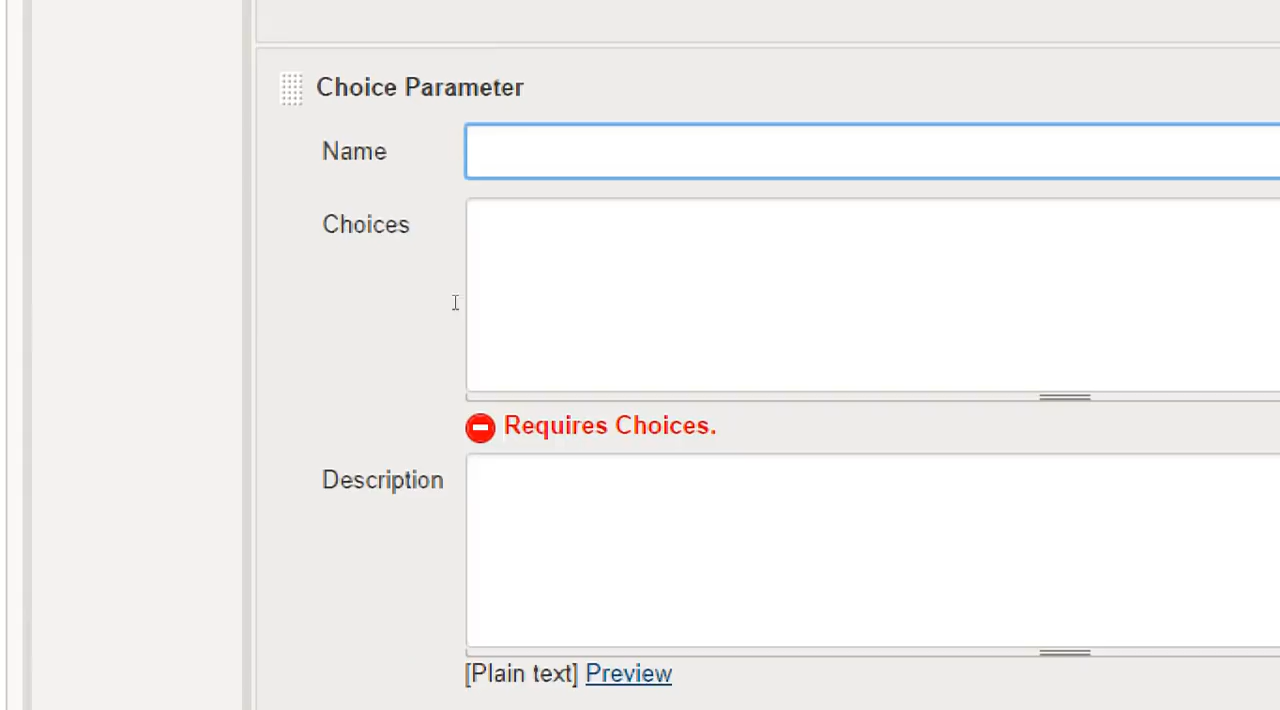 Choice Parameter
Name
Choices
Requires Choices.
Description
[Plain text] Preview